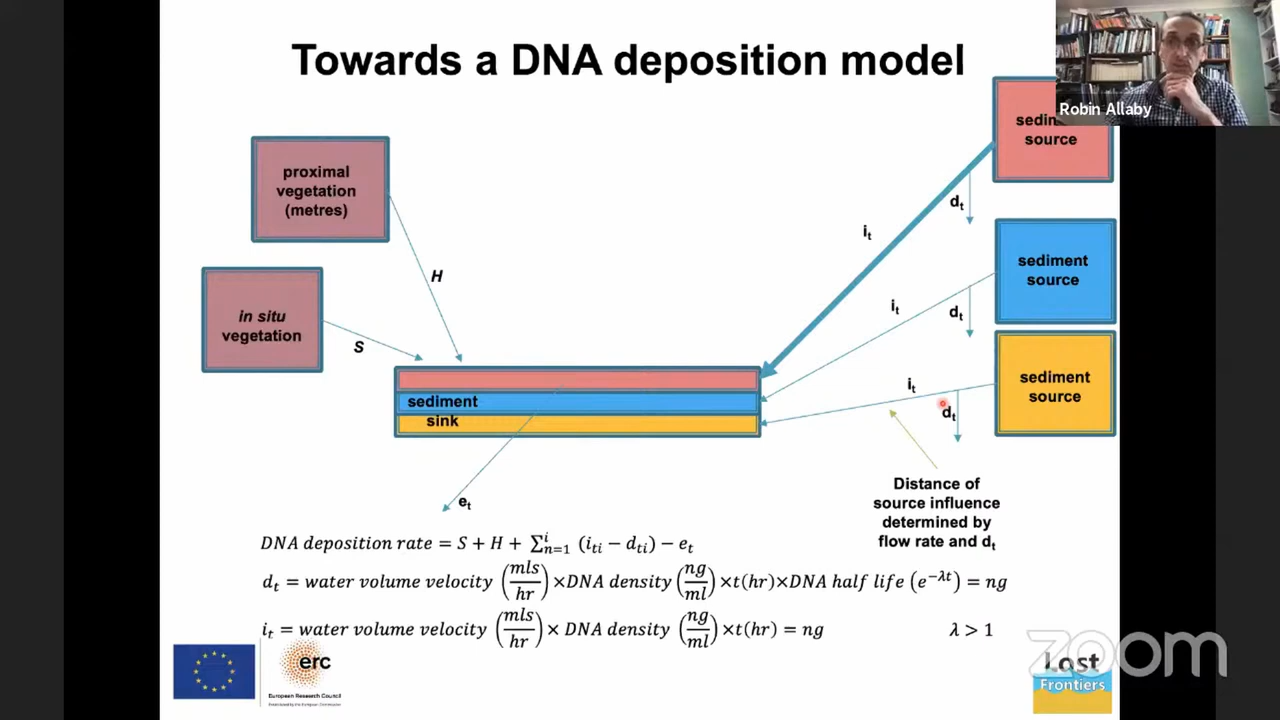 Towards a DNA deposition model
Robin Allaby
proximal
vegetation
(metres)
in situ
vegetation
H
S
source
sediment
source
sediment
source
i_t
d_t
i_t
d_t
i_t
d_t
sediment
sink
e_t
Distance of
source influence
determined by
flow rate and d_t
DNA deposition rate = S + H + ∑_{n=1}^{i} (i_{ti} − d_{ti}) − e_t
d_t = water volume velocity (mls/hr) ×DNA density (ng/ml) ×t(hr)×DNA half life (e^{−λt}) = ng
i_t = water volume velocity (mls/hr) × DNA density (ng/ml) ×t(hr) = ng
λ > 1
erc
European Research Council
zoom
Lost
Frontiers